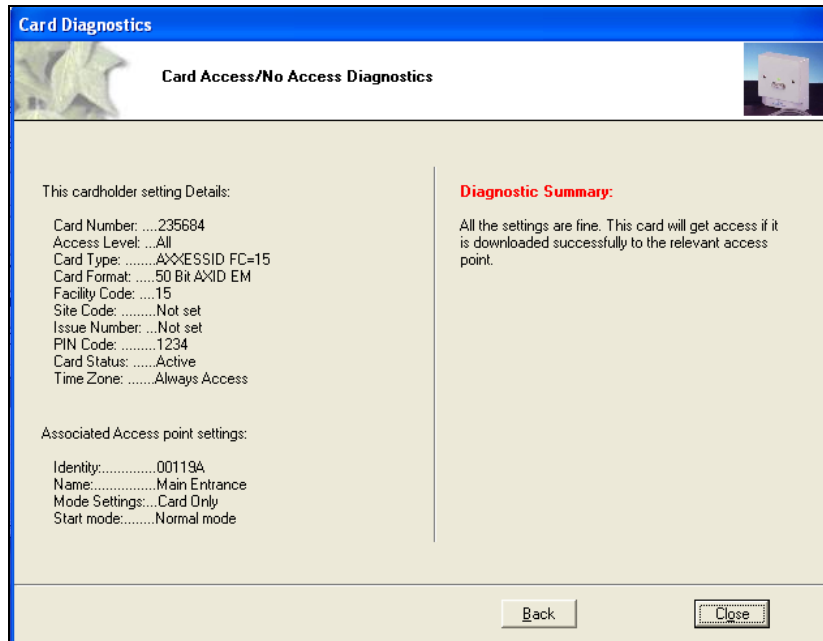 Card Diagnostics
Card Access/No Access Diagnostics
This cardholder setting Details:
Card Number: ....235684
Access Level: ...All
Card Type: ........AXXESSID FC=15
Card Format: .....50 Bit AXID EM
Facility Code: ....15
Site Code: .........Not set
Issue Number: ...Not set
PIN Code: .........1234
Card Status: ......Active
Time Zone: .......Always Access
Associated Access point settings:
Identity:..............00119A
Name:................Main Entrance
Mode Settings:...Card Only
Start mode:........Normal mode
Diagnostic Summary:
All the settings are fine. This card will get access if it
is downloaded successfully to the relevant access
point.
Back
Close